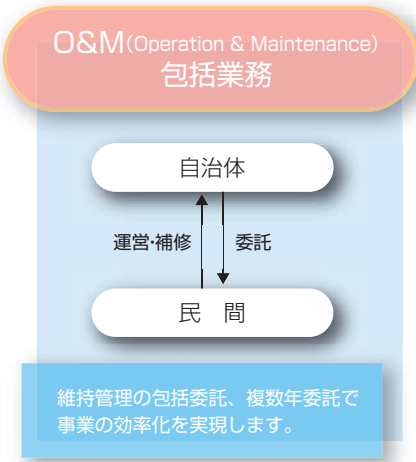 O&M(Operation & Maintenance)
包括業務
自治体
運営・補修
委託
民　間
維持管理の包括委託、複数年委託で
事業の効率化を実現します。